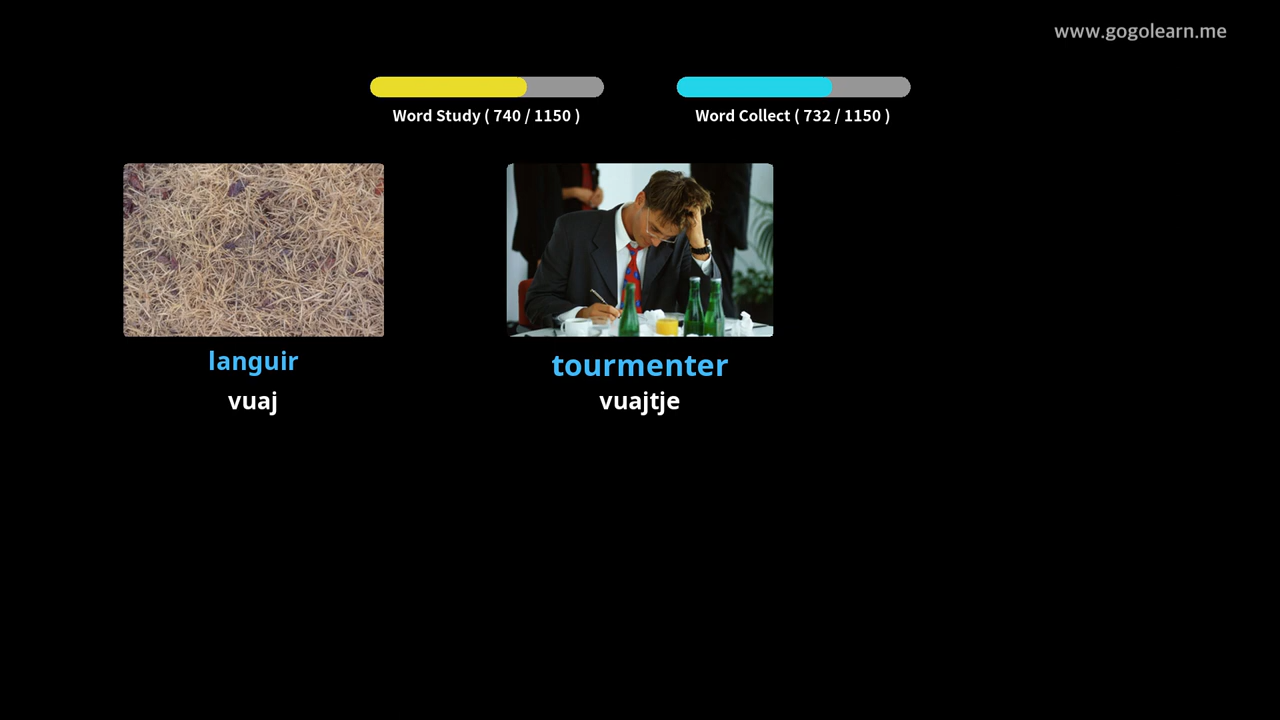 www.gogolearn.me
Word Study ( 740 / 1150 )
Word Collect ( 732 / 1150 )
languir
vuaj
tourmenter
vuajtje